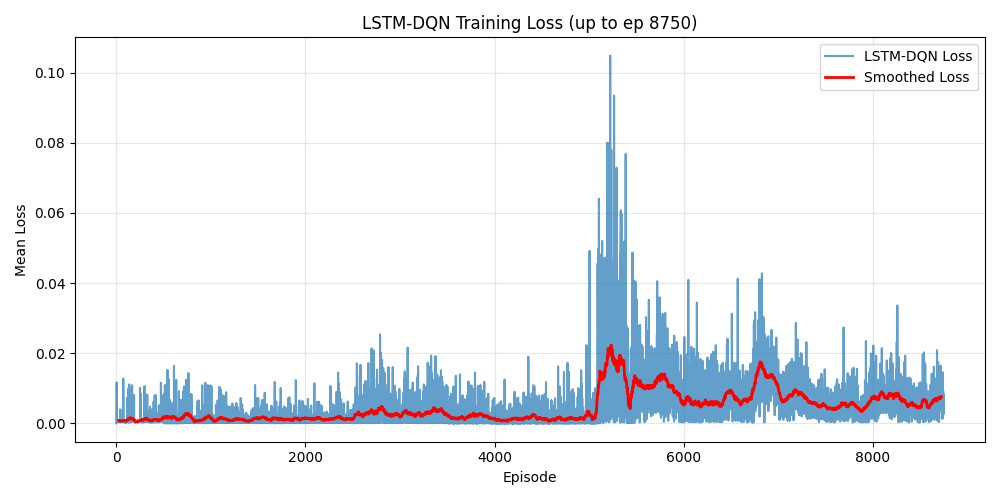 LSTM-DQN Training Loss (up to ep 8750)
LSTM-DQN Loss
Smoothed Loss
Mean Loss
0.10
0.08
0.06
0.04
0.02
0.00
0 2000 4000 6000 8000
Episode